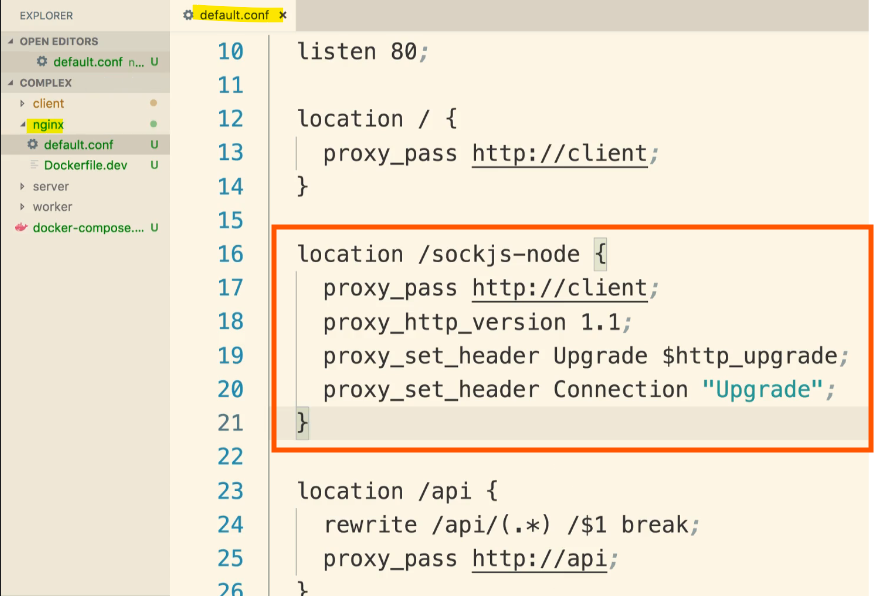 EXPLORER
OPEN EDITORS
default.conf n... U
COMPLEX
client
nginx
default.conf U
Dockerfile.dev U
server
worker
docker-compose.... U
default.conf ×
10 listen 80;
11
12 location / {
13 proxy_pass http://client;
14 }
15
16 location /sockjs-node {
17 proxy_pass http://client;
18 proxy_http_version 1.1;
19 proxy_set_header Upgrade $http_upgrade;
20 proxy_set_header Connection "Upgrade";
21 }
22
23 location /api {
24 rewrite /api/(.*) /$1 break;
25 proxy_pass http://api;
26 }